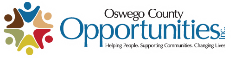 Oswego County
Opportunities Inc.
Helping People. Supporting Communities. Changing Lives